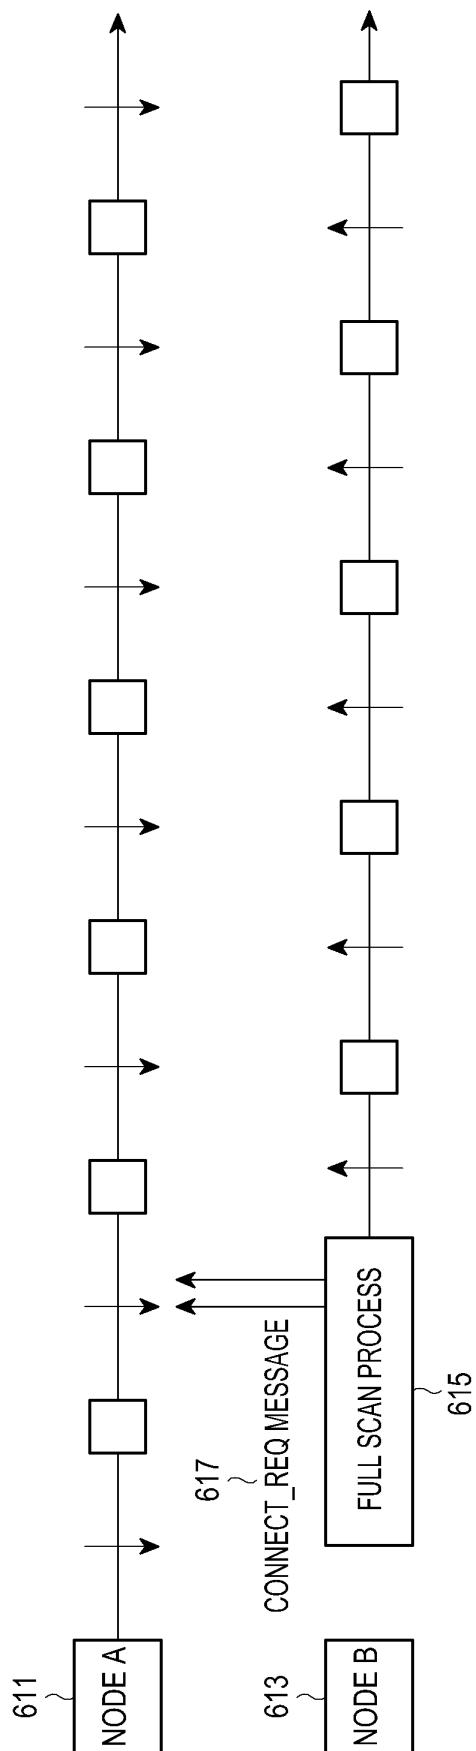 611
NODE A
613
NODE B
617
CONNECT_REQ MESSAGE
FULL SCAN PROCESS
615